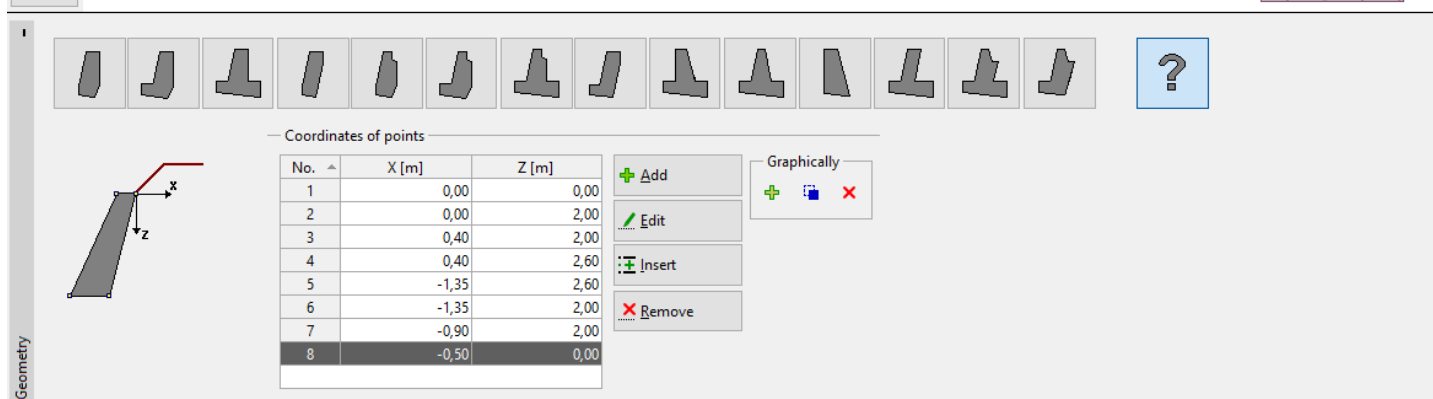 ?
Coordinates of points
No. X [m] Z [m]
1 0,00 0,00
2 0,00 2,00
3 0,40 2,00
4 0,40 2,60
5 -1,35 2,60
6 -1,35 2,00
7 -0,90 2,00
8 -0,50 0,00
Add
Edit
Insert
Remove
Graphically
x
z
Geometry